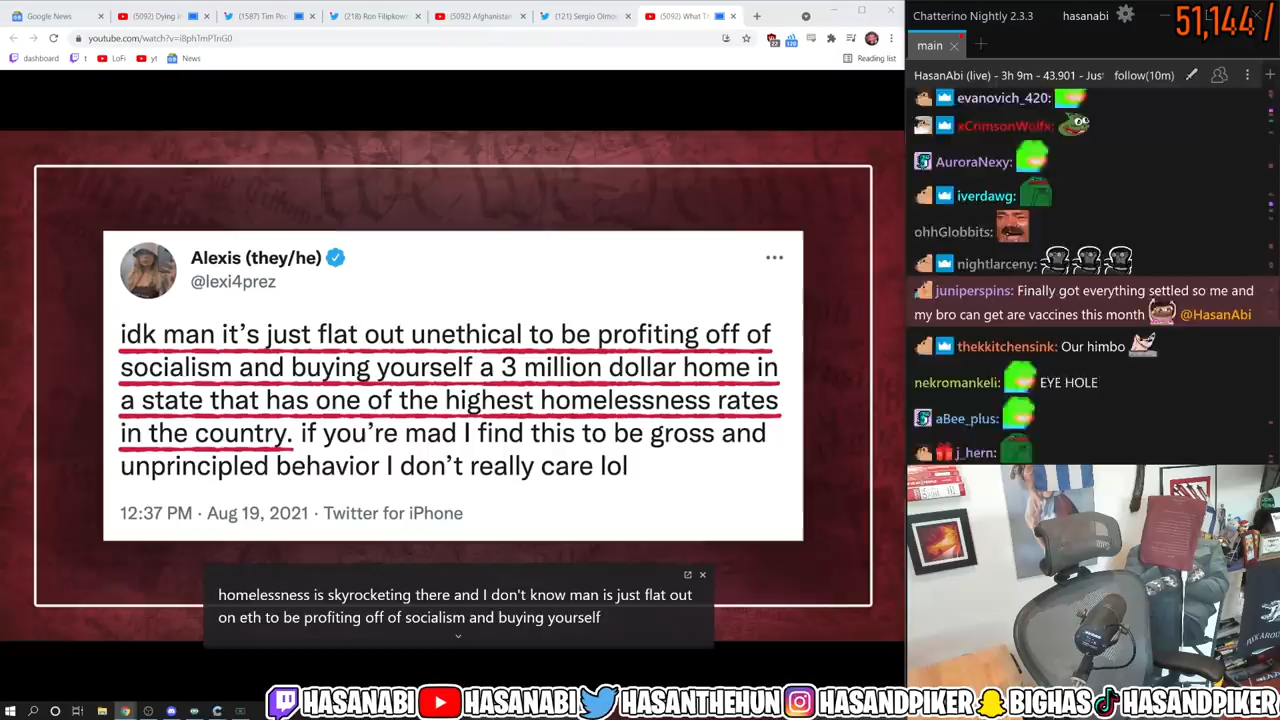 Google News
(5092) Dying in
(1587) Tim Poo
(218) Ron Filipkow
(5092) Afghanistan
(121) Sergio Olmos
(5092) What Th
youtube.com/watch?v=i8phTmPTnG0
dashboard
t
LoFi
yt
News
Reading list
Alexis (they/he)
@lexi4prez
idk man it’s just flat out unethical to be profiting off of
socialism and buying yourself a 3 million dollar home in
a state that has one of the highest homelessness rates
in the country. if you’re mad I find this to be gross and
unprincipled behavior I don’t really care lol
12:37 PM · Aug 19, 2021 · Twitter for iPhone
homelessness is skyrocketing there and I don't know man is just flat out
on eth to be profiting off of socialism and buying yourself
Chatterino Nightly 2.3.3
hasanabi
51,144 /
main
HasanAbi (live) - 3h 9m - 43.901 - Jus
follow(10m)
evanovich_420:
xCrimsonWolfx:
AuroraNexy:
iverdawg:
ohhGlobbits:
nightlarceny:
juniperspins: Finally got everything settled so me and
my bro can get are vaccines this month @HasanAbi
thekkitchensink: Our himbo
nekromankeli: EYE HOLE
aBee_plus:
j_hern:
HASANABI HASANABI HASANTHEHUN HASANDPIKER BIGHAS HASANDPIKER